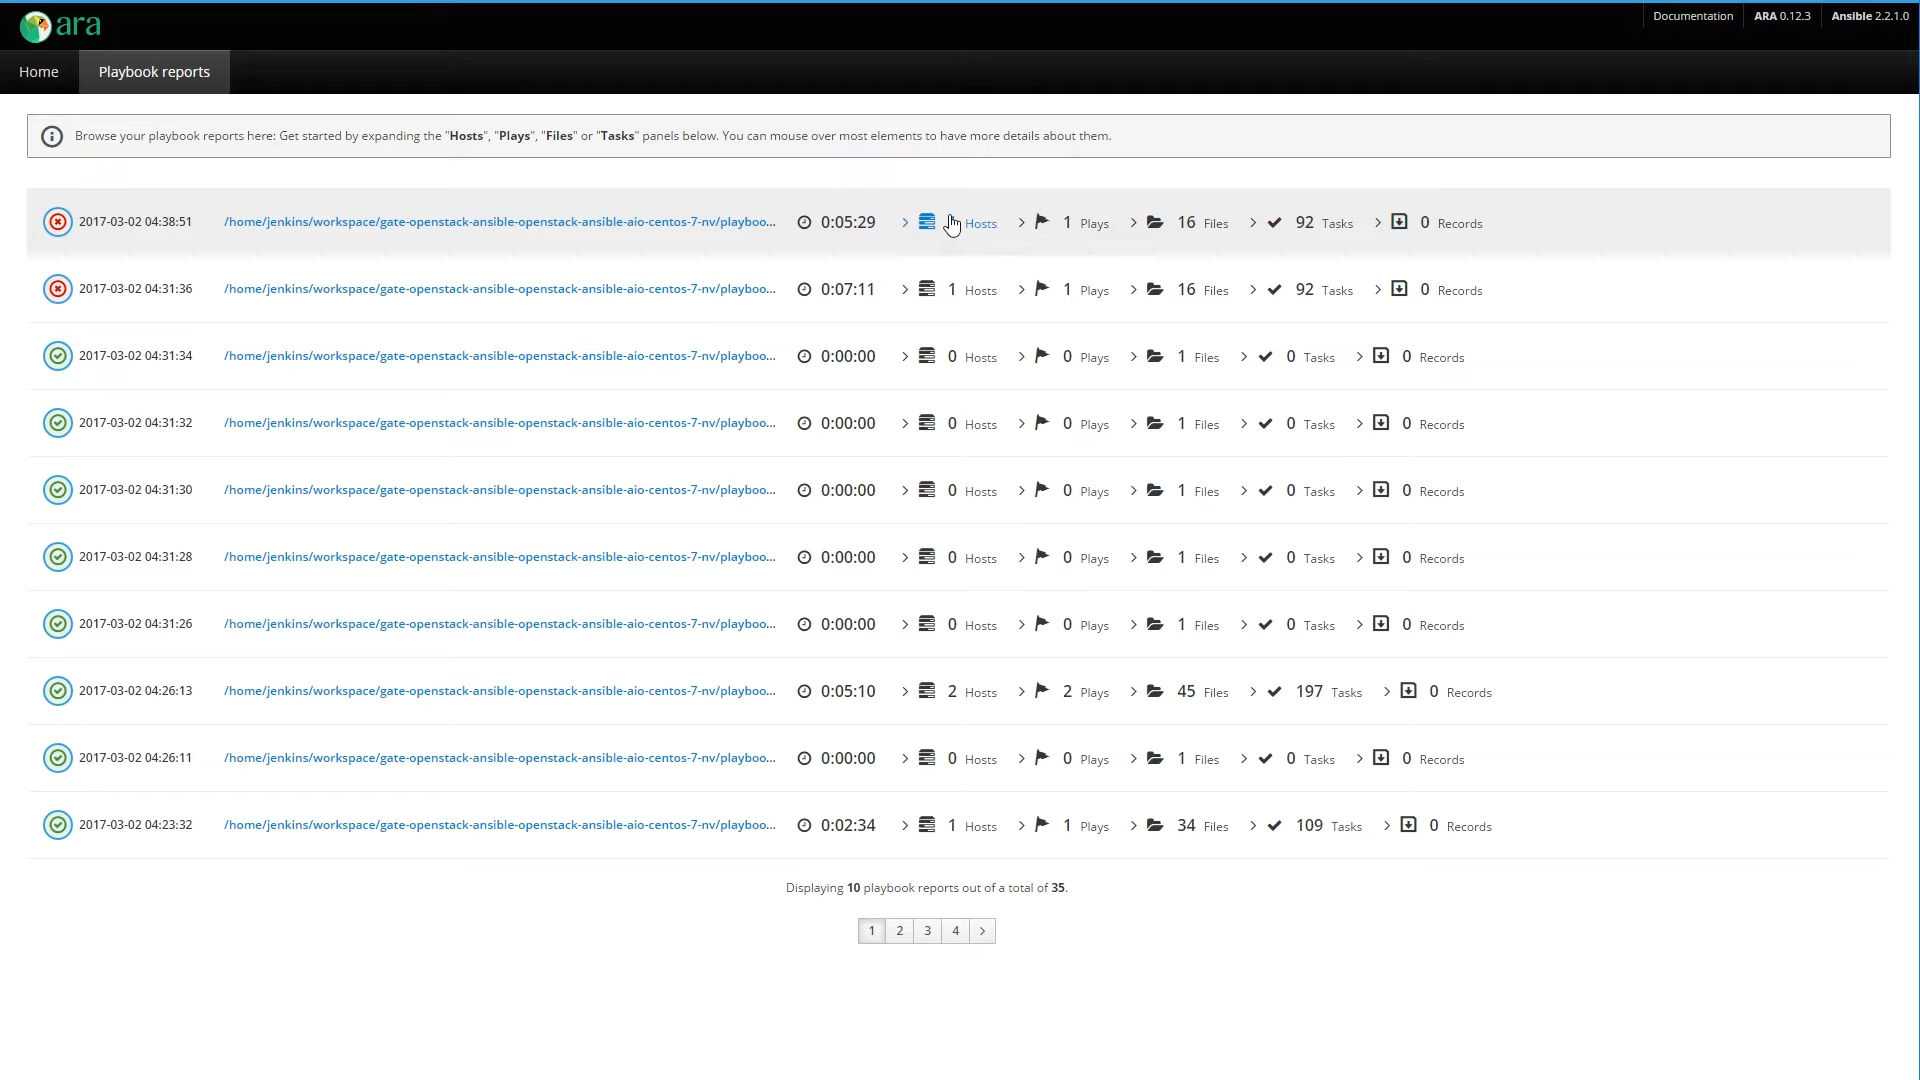 ara
Documentation ARA 0.12.3 Ansible 2.2.1.0
Home Playbook reports
Browse your playbook reports here: Get started by expanding the "Hosts", "Plays", "Files" or "Tasks" panels below. You can mouse over most elements to have more details about them.
2017-03-02 04:38:51 /home/jenkins/workspace/gate-openstack-ansible-openstack-ansible-aio-centos-7-nv/playboo... 0:05:29 Hosts 1 Plays 16 Files 92 Tasks 0 Records
2017-03-02 04:31:36 /home/jenkins/workspace/gate-openstack-ansible-openstack-ansible-aio-centos-7-nv/playboo... 0:07:11 1 Hosts 1 Plays 16 Files 92 Tasks 0 Records
2017-03-02 04:31:34 /home/jenkins/workspace/gate-openstack-ansible-openstack-ansible-aio-centos-7-nv/playboo... 0:00:00 0 Hosts 0 Plays 1 Files 0 Tasks 0 Records
2017-03-02 04:31:32 /home/jenkins/workspace/gate-openstack-ansible-openstack-ansible-aio-centos-7-nv/playboo... 0:00:00 0 Hosts 0 Plays 1 Files 0 Tasks 0 Records
2017-03-02 04:31:30 /home/jenkins/workspace/gate-openstack-ansible-openstack-ansible-aio-centos-7-nv/playboo... 0:00:00 0 Hosts 0 Plays 1 Files 0 Tasks 0 Records
2017-03-02 04:31:28 /home/jenkins/workspace/gate-openstack-ansible-openstack-ansible-aio-centos-7-nv/playboo... 0:00:00 0 Hosts 0 Plays 1 Files 0 Tasks 0 Records
2017-03-02 04:31:26 /home/jenkins/workspace/gate-openstack-ansible-openstack-ansible-aio-centos-7-nv/playboo... 0:00:00 0 Hosts 0 Plays 1 Files 0 Tasks 0 Records
2017-03-02 04:26:13 /home/jenkins/workspace/gate-openstack-ansible-openstack-ansible-aio-centos-7-nv/playboo... 0:05:10 2 Hosts 2 Plays 45 Files 197 Tasks 0 Records
2017-03-02 04:26:11 /home/jenkins/workspace/gate-openstack-ansible-openstack-ansible-aio-centos-7-nv/playboo... 0:00:00 0 Hosts 0 Plays 1 Files 0 Tasks 0 Records
2017-03-02 04:23:32 /home/jenkins/workspace/gate-openstack-ansible-openstack-ansible-aio-centos-7-nv/playboo... 0:02:34 1 Hosts 1 Plays 34 Files 109 Tasks 0 Records
Displaying 10 playbook reports out of a total of 35.
1 2 3 4 >